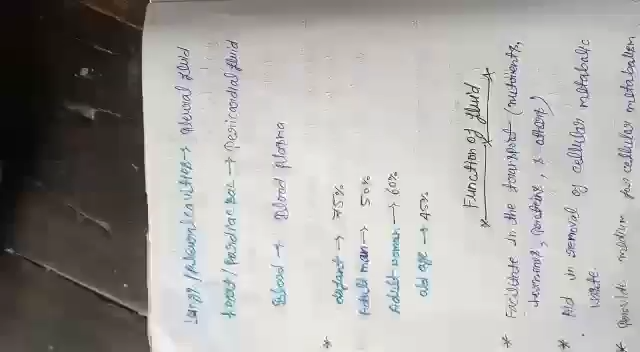 Lungs/pleural cavities → pleural fluid
heart/Cardiac sac → Pericardial fluid
Blood → Blood plasma
* infant → 75%
Adult man → 50%
Adult woman → 60%
old age → 45%
Function of fluid
* Facilitate in the transport (nutrients,
hormones, proteins, & others)
* Aid in removal of cellular metabolic
waste.
* Provide medium for cellular metabolism